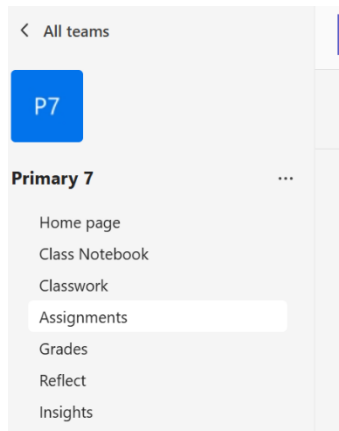 All teams
P7
Primary 7 ...
Home page
Class Notebook
Classwork
Assignments
Grades
Reflect
Insights